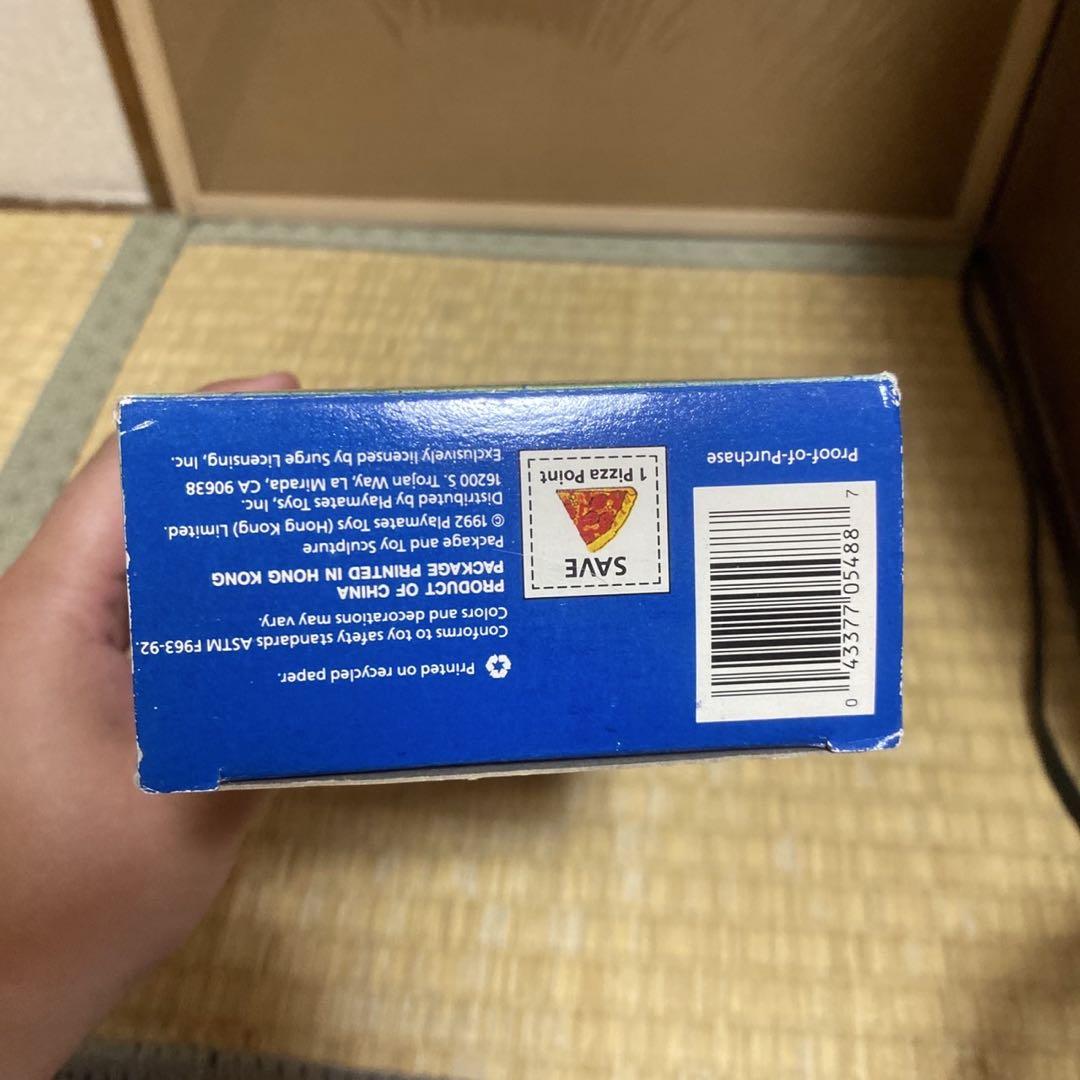 Printed on recycled paper.
Conforms to toy safety standards ASTM F963-92.
Colors and decorations may vary.
PRODUCT OF CHINA
PACKAGE PRINTED IN HONG KONG
Package and Toy Sculpture
© 1992 Playmates Toys (Hong Kong) Limited.
Distributed by Playmates Toys, Inc.
16200 S. Trojan Way, La Mirada, CA 90638
Exclusively licensed by Surge Licensing, Inc.
SAVE
1 Pizza Point
0 43377 05488 7
Proof-of-Purchase